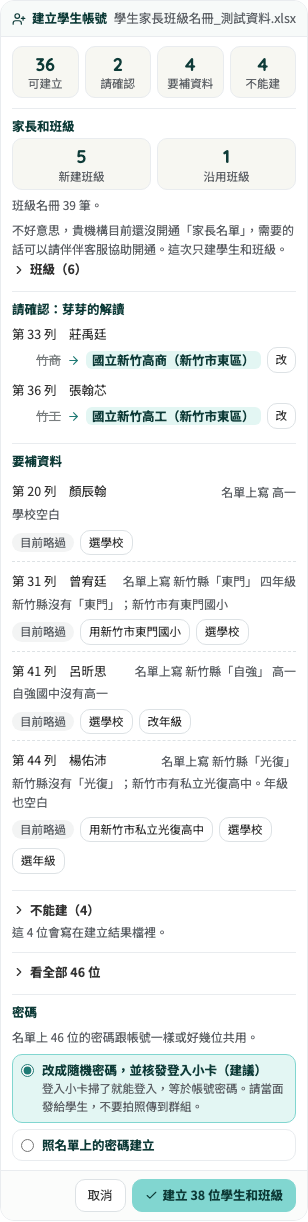 建立學生帳號 學生家長班級名冊_測試資料.xlsx
36 2 4 4
可建立 請確認 要補資料 不能建
家長和班級
5 1
新建班級 沿用班級
班級名冊 39 筆。
不好意思，貴機構目前還沒開通「家長名單」，需要的
話可以請伴伴客服協助開通。這次只建學生和班級。
班級（6）
請確認：芽芽的解讀
第 33 列 莊禹廷
竹商 → 國立新竹高商（新竹市東區） 改
第 36 列 張翰芯
竹工 → 國立新竹高工（新竹市東區） 改
要補資料
第 20 列 顏辰翰 名單上寫 高一
學校空白
目前略過 選學校
第 31 列 曾宥廷 名單上寫 新竹縣「東門」 四年級
新竹縣沒有「東門」；新竹市有東門國小
目前略過 用新竹市東門國小 選學校
第 41 列 呂昕思 名單上寫 新竹縣「自強」 高一
自強國中沒有高一
目前略過 選學校 改年級
第 44 列 楊佑沛 名單上寫 新竹縣「光復」
新竹縣沒有「光復」；新竹市有私立光復高中。年級
也空白
目前略過 用新竹市私立光復高中 選學校
選年級
不能建（4）
這 4 位會寫在建立結果檔裡。
看全部 46 位
密碼
名單上 46 位的密碼跟帳號一樣或好幾位共用。
改成隨機密碼，並核發登入小卡（建議）
登入小卡掃了就能登入，等於帳號密碼。請當面
發給學生，不要拍照傳到群組。
照名單上的密碼建立
取消 建立 38 位學生和班級